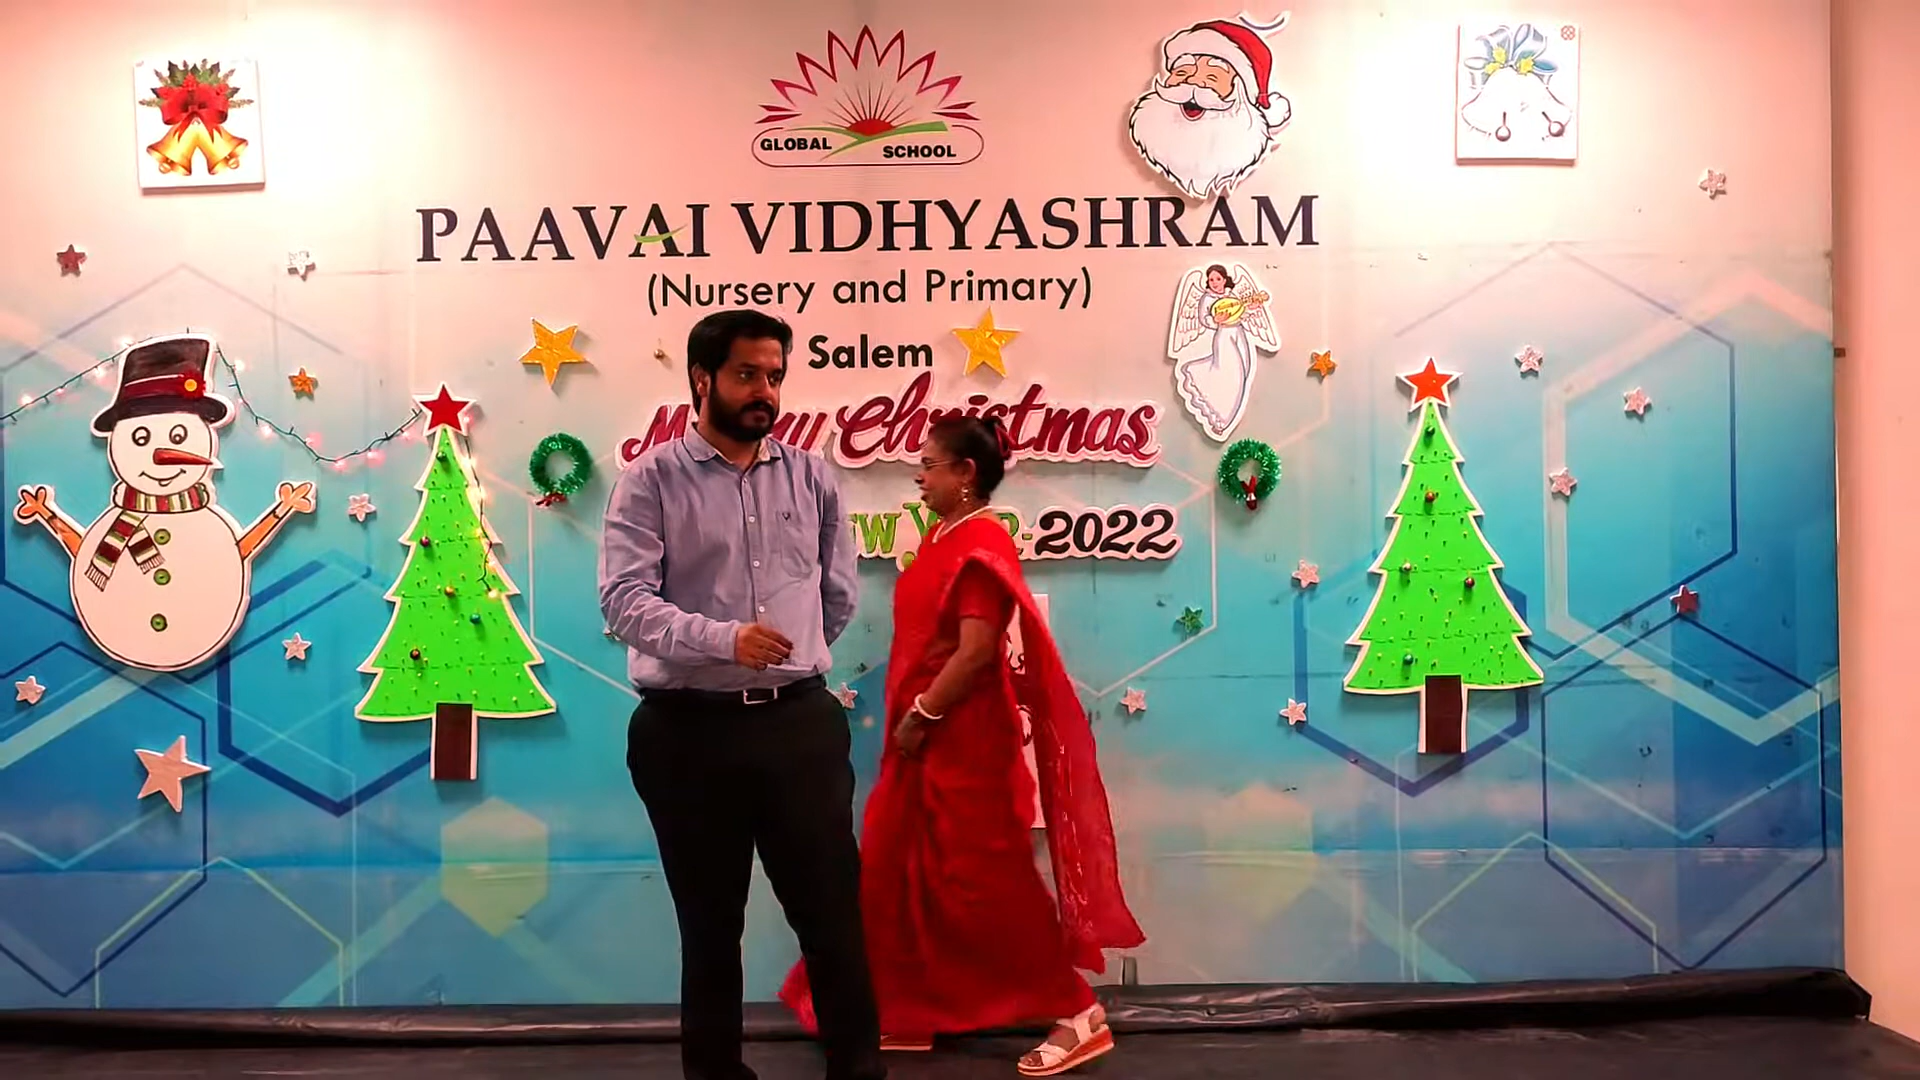 GLOBAL SCHOOL
PAAVAI VIDHYASHRAM
(Nursery and Primary)
Salem
Christmas
-2022